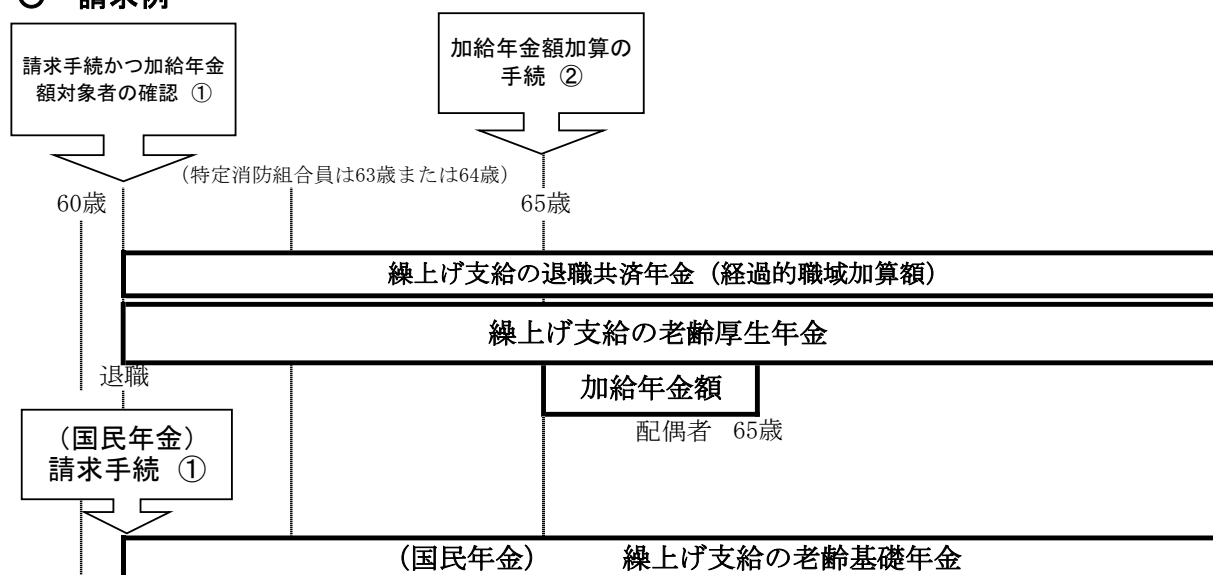 ○ 請求例
請求手続かつ加給年金
額対象者の確認 ①
加給年金額加算の
手続 ②
(特定消防組合員は63歳または64歳)
60歳
65歳
繰上げ支給の退職共済年金(経過的職域加算額)
繰上げ支給の老齢厚生年金
退職
加給年金額
配偶者 65歳
(国民年金)
請求手続 ①
(国民年金) 繰上げ支給の老齢基礎年金